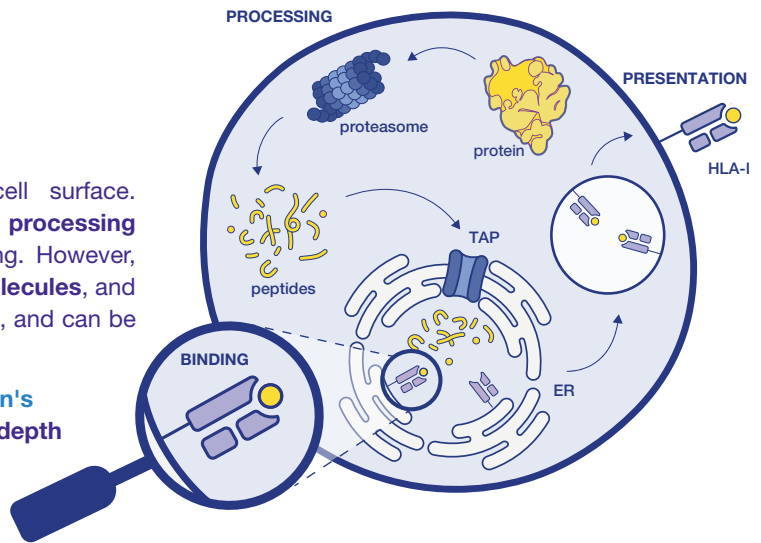 PROCESSING
PRESENTATION
proteasome
protein
HLA-I
cell surface.
processing
ng. However,
lecules, and
, and can be
TAP
peptides
BINDING
ER
n's
depth